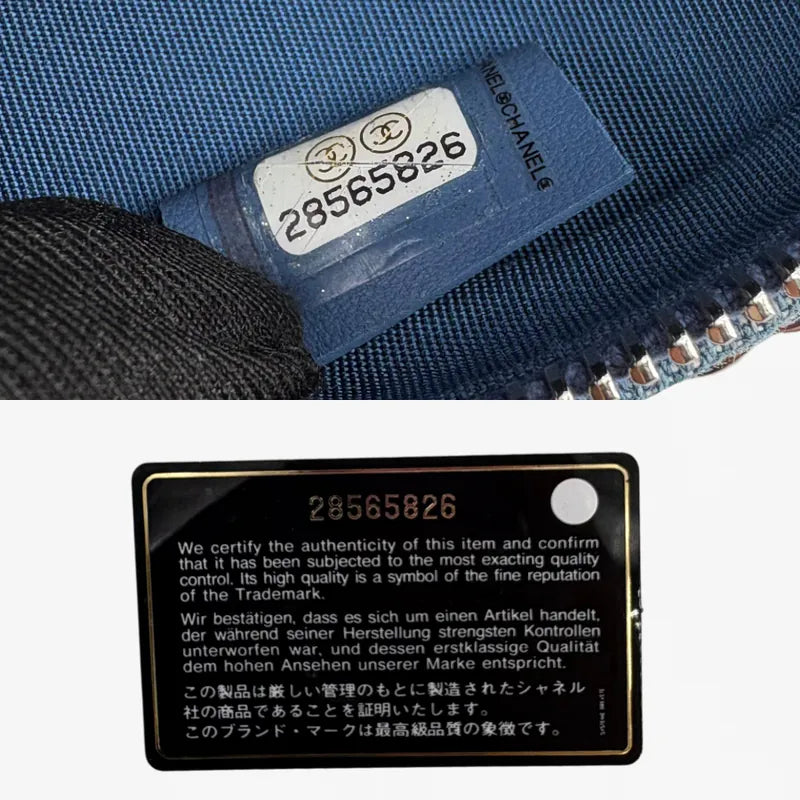 ANEL CHANEL
28565826
28565826
We certify the authenticity of this item and confirm
that it has been subjected to the most exacting quality
control. Its high quality is a symbol of the fine reputation
of the Trademark.
Wir bestätigen, dass es sich um einen Artikel handelt,
der während seiner Herstellung strengsten Kontrollen
unterworfen war, und dessen erstklassige Qualität
dem hohen Ansehen unserer Marke entspricht.
この製品は厳しい管理のもとに製造されたシャネル
社の商品であることを証明いたします。
このブランド・マークは最高級品質の象徴です。